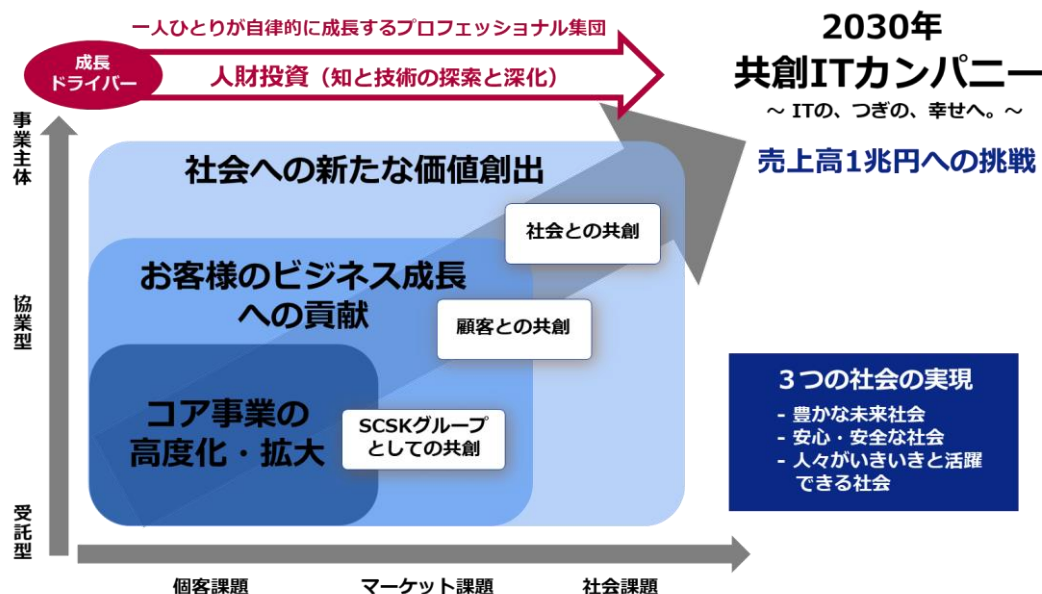 一人ひとりが自律的に成長するプロフェッショナル集団
成長
ドライバー
人財投資（知と技術の探索と深化）
2030年
共創ITカンパニー
～ ITの、つぎの、幸せへ。～
売上高1兆円への挑戦
事業主体
協業型
受託型
社会への新たな価値創出
社会との共創
お客様のビジネス成長
への貢献
顧客との共創
コア事業の
高度化・拡大
SCSKグループ
としての共創
３つの社会の実現
- 豊かな未来社会
- 安心・安全な社会
- 人々がいきいきと活躍
できる社会
個客課題
マーケット課題
社会課題